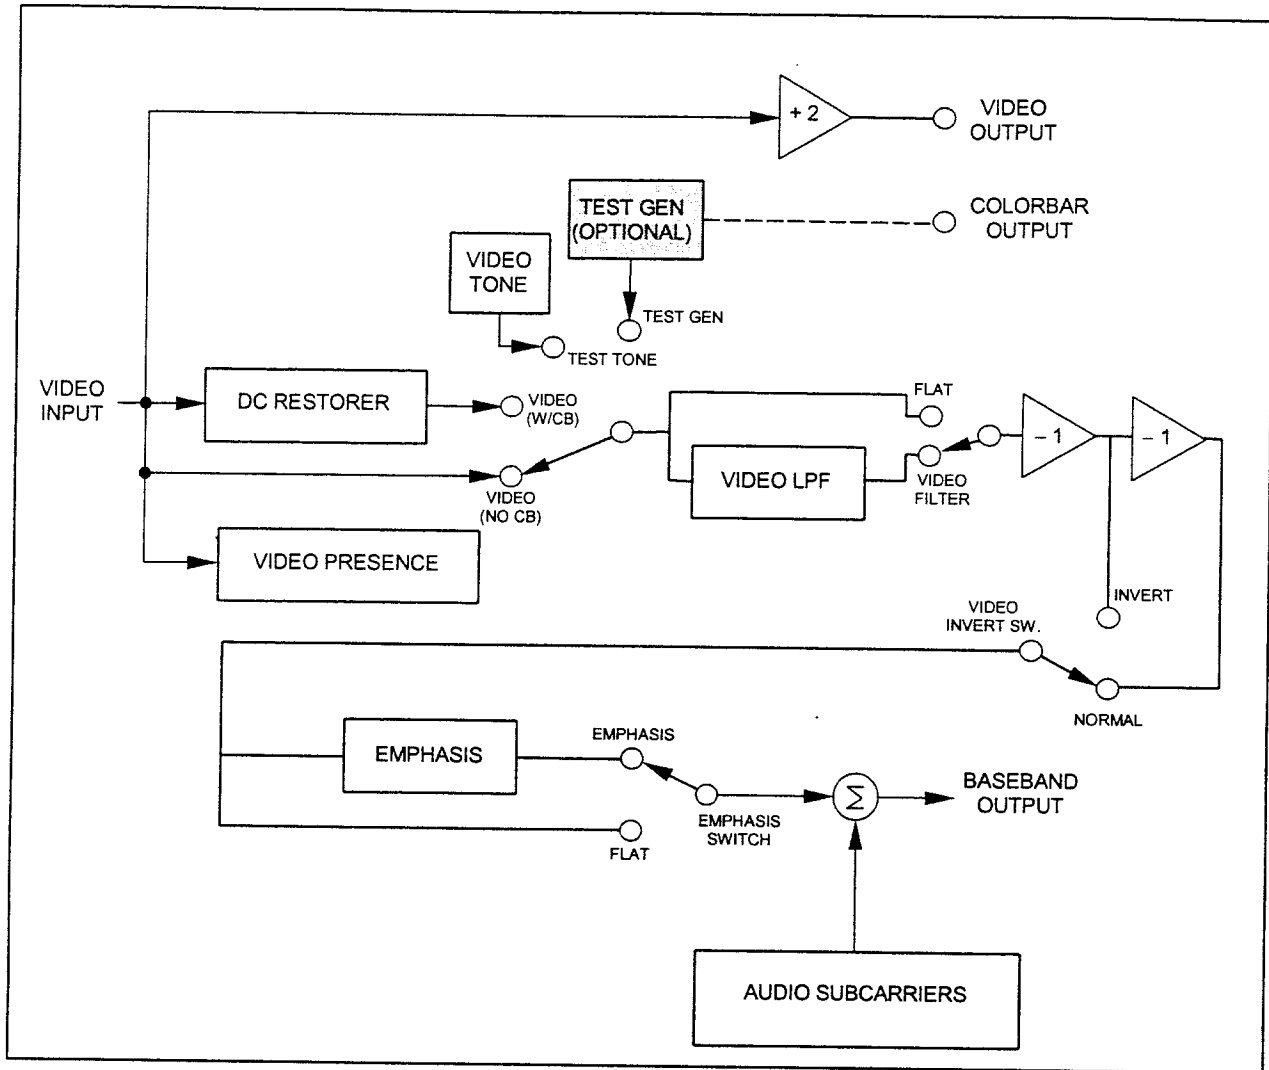 + 2
VIDEO
OUTPUT
TEST GEN
(OPTIONAL)
COLORBAR
OUTPUT
VIDEO
TONE
TEST GEN
TEST TONE
VIDEO
INPUT
DC RESTORER
VIDEO
(W/CB)
FLAT
– 1
– 1
VIDEO LPF
VIDEO
FILTER
VIDEO
(NO CB)
VIDEO PRESENCE
INVERT
VIDEO
INVERT SW.
NORMAL
EMPHASIS
EMPHASIS
EMPHASIS
SWITCH
FLAT
Σ
BASEBAND
OUTPUT
AUDIO SUBCARRIERS